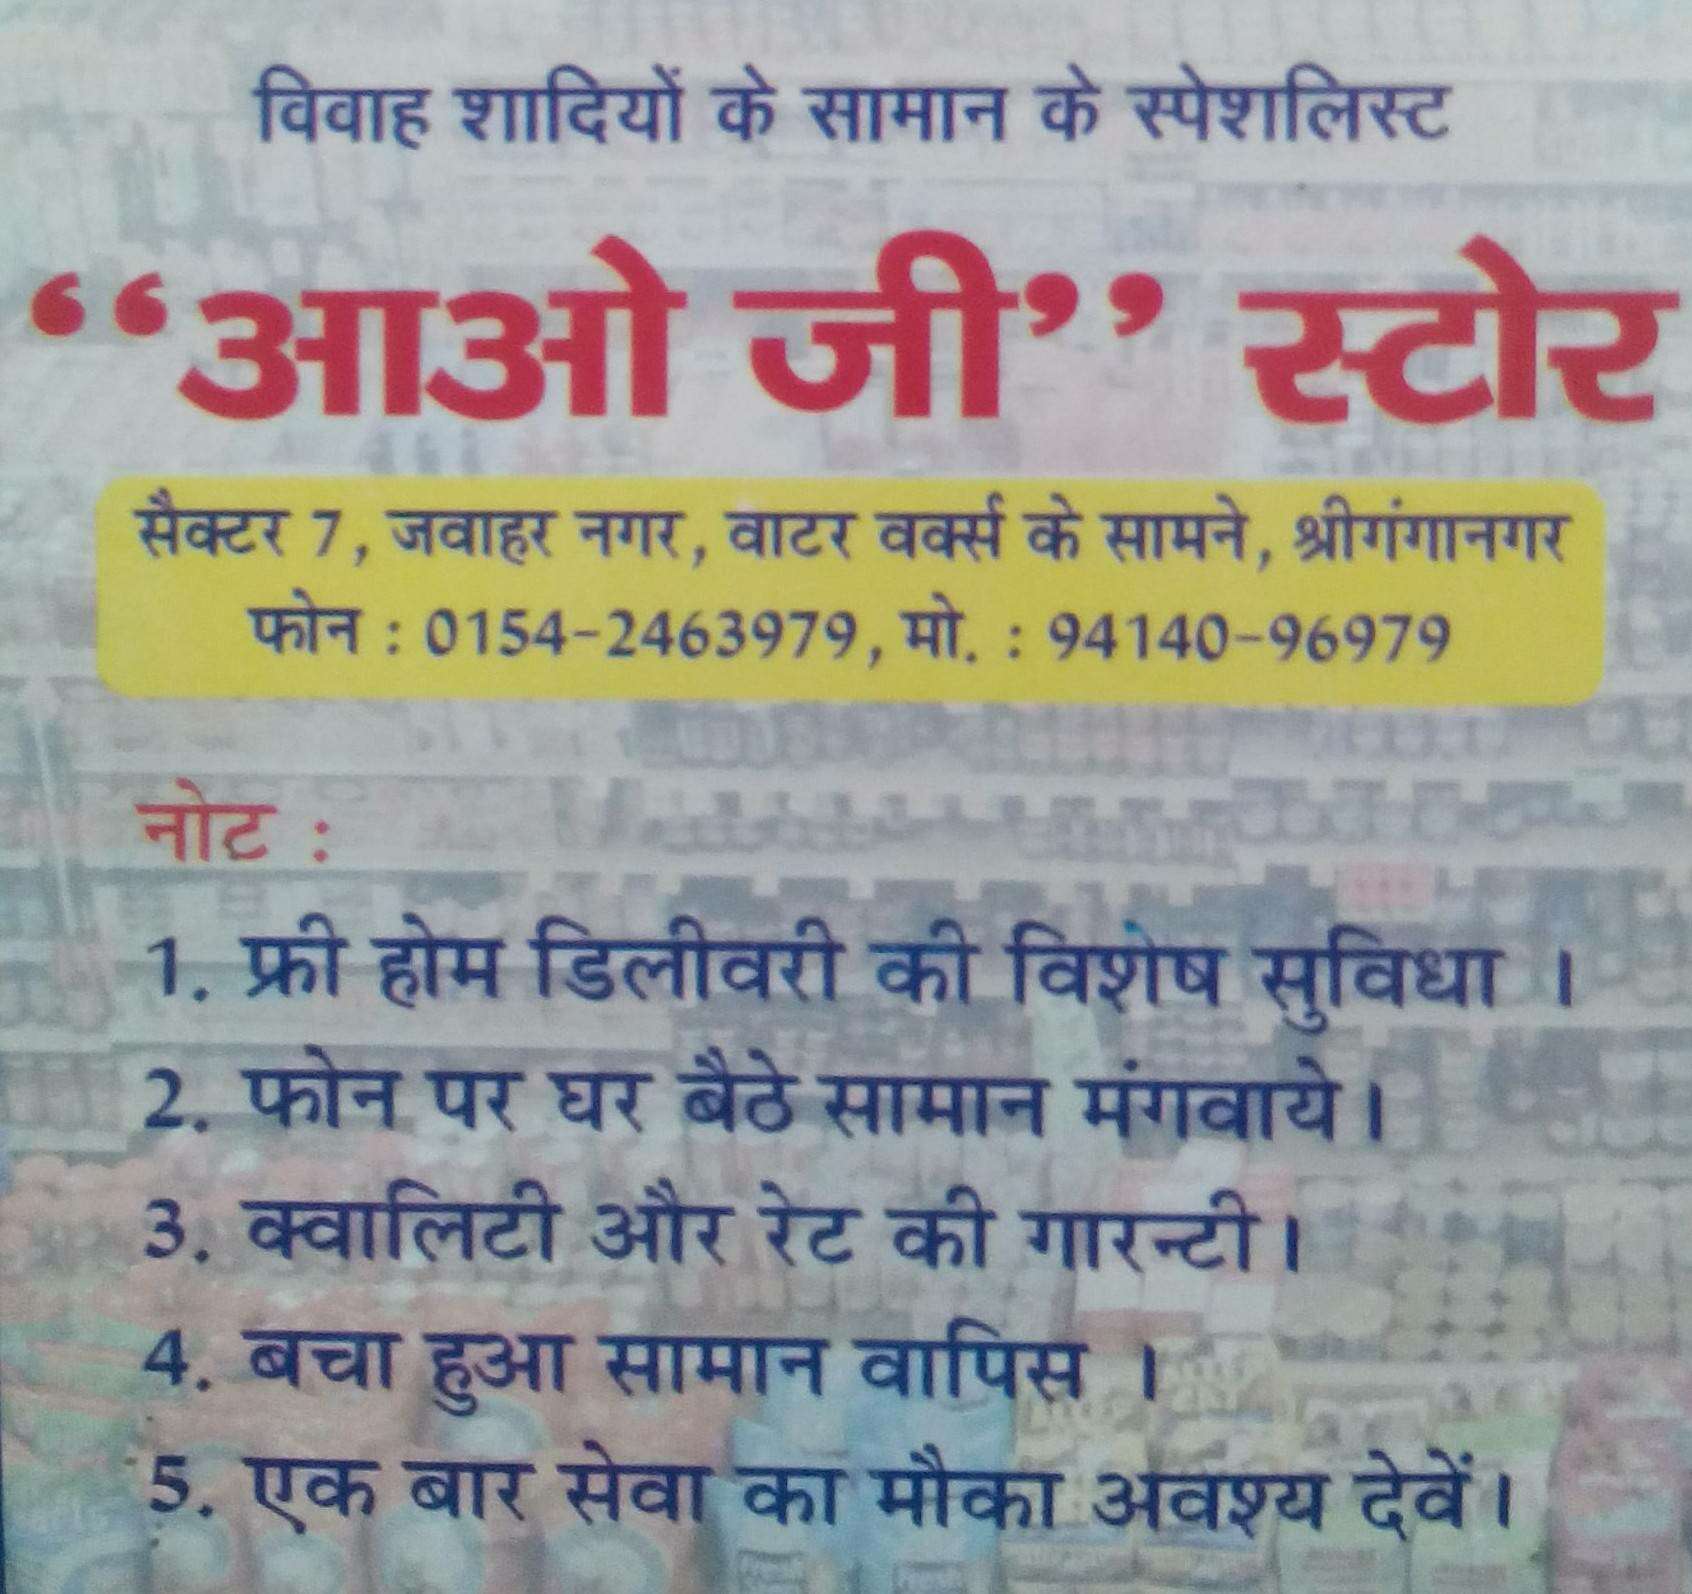 विवाह शादियों के सामान के स्पेशलिस्ट
“आओ जी” स्टोर
सैक्टर 7, जवाहर नगर, वाटर वर्क्स के सामने, श्रीगंगानगर
फोन : 0154-2463979, मो. : 94140-96979
नोट :
1. फ्री होम डिलीवरी की विशेष सुविधा ।
2. फोन पर घर बैठे सामान मंगवाये।
3. क्वालिटी और रेट की गारन्टी।
4. बचा हुआ सामान वापिस ।
5. एक बार सेवा का मौका अवश्य देवें।